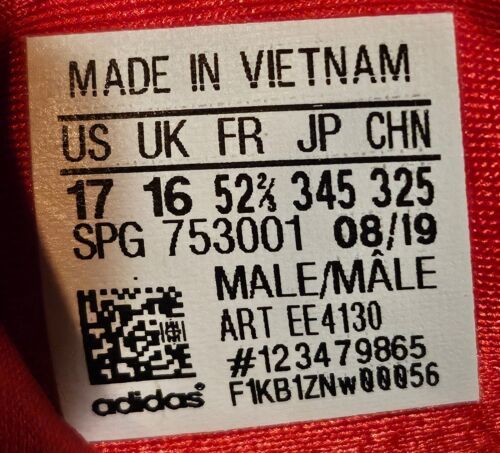 MADE IN VIETNAM
US UK FR JP CHN
17 16 52⅔ 345 325
SPG 753001 08/19
MALE/MÂLE
ART EE4130
#123479865
F1KB1ZNW00056
adidas